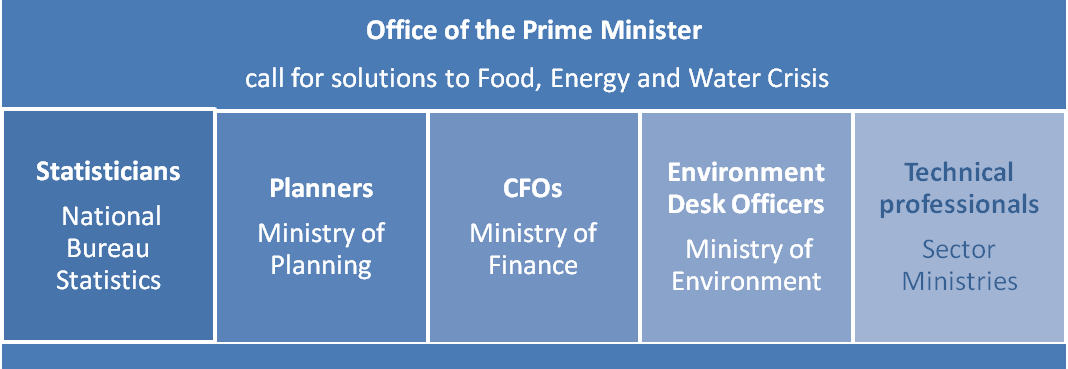 Office of the Prime Minister
call for solutions to Food, Energy and Water Crisis
Statisticians
National
Bureau
Statistics
Planners
Ministry of
Planning
CFOs
Ministry of
Finance
Environment
Desk Officers
Ministry of
Environment
Technical
professionals
Sector
Ministries